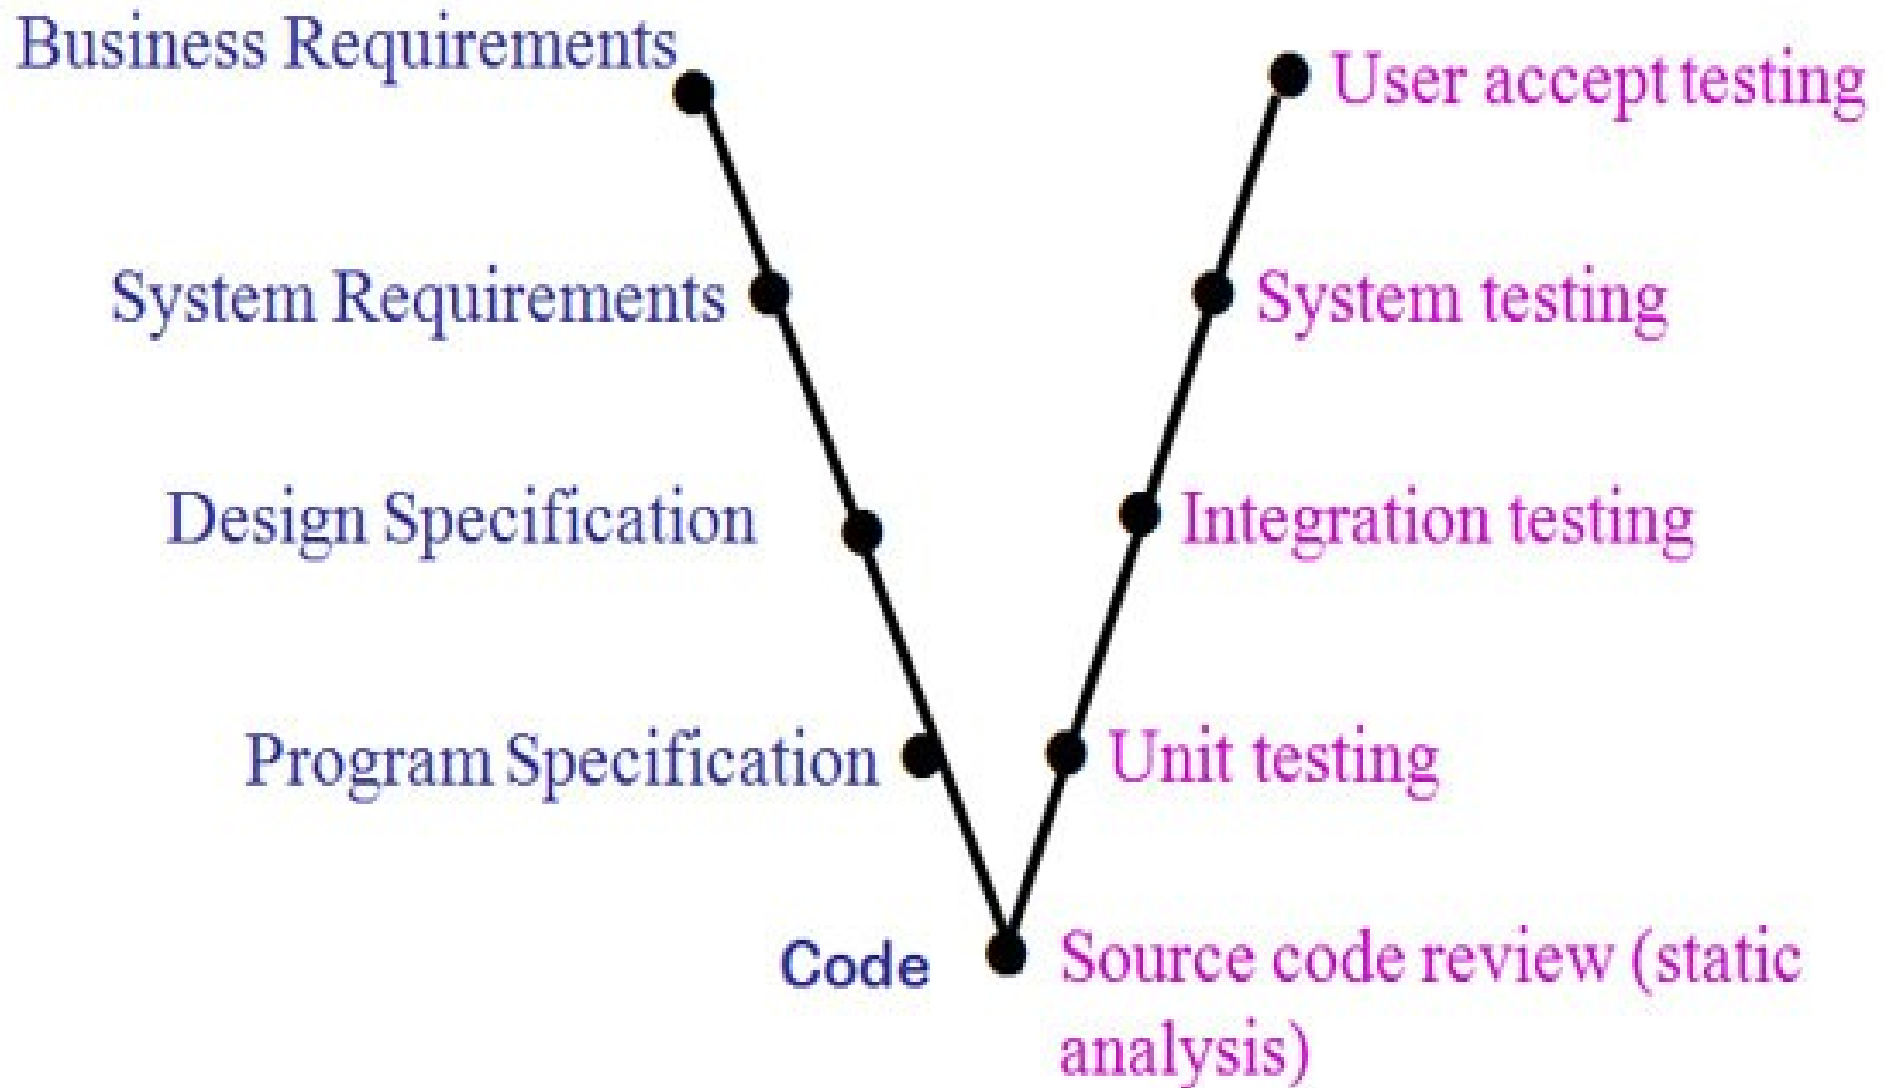 Business Requirements
User accept testing
System Requirements
System testing
Design Specification
Integration testing
Program Specification
Unit testing
Code
Source code review (static
analysis)